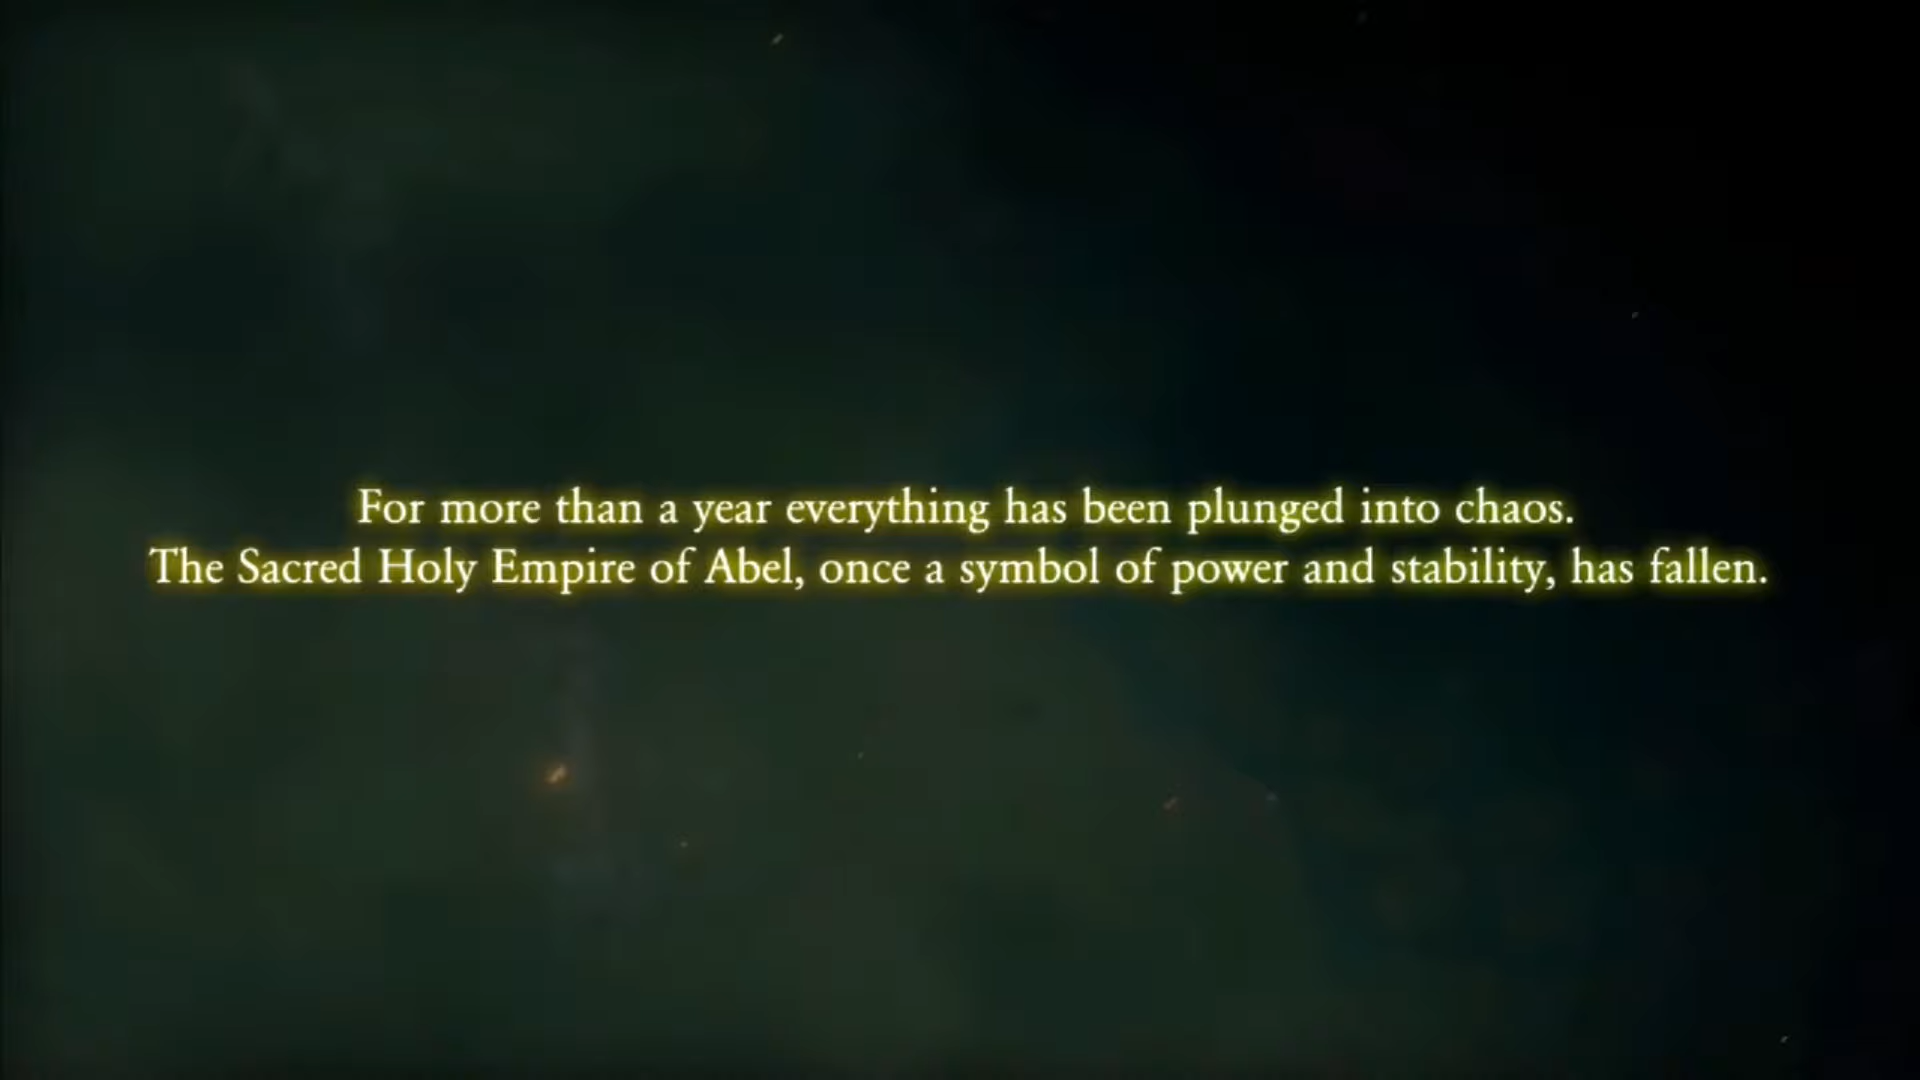 For more than a year everything has been plunged into chaos.
The Sacred Holy Empire of Abel, once a symbol of power and stability, has fallen.